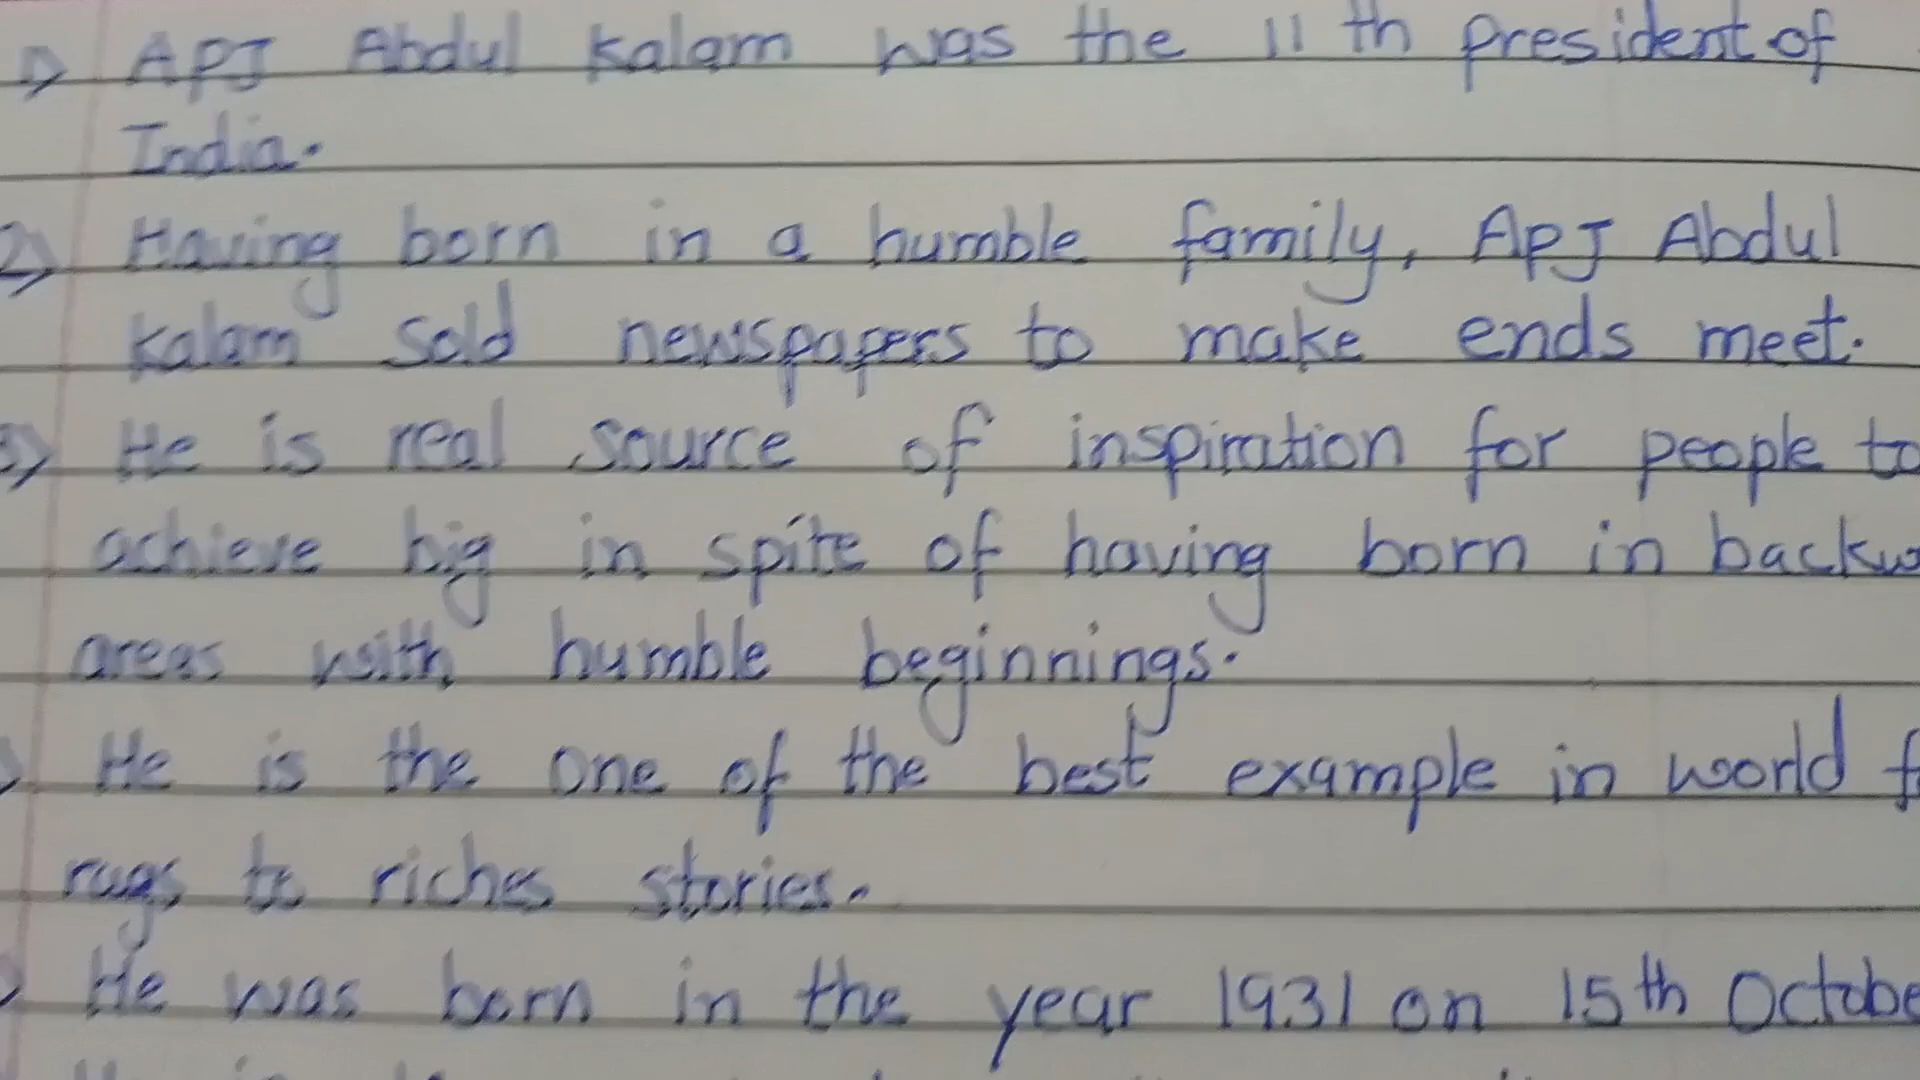 1) APJ Abdul Kalam was the 11 th president of
India.
2) Having born in a humble family, APJ Abdul
Kalam sold newspapers to make ends meet.
3) He is real source of inspiration for people to
achieve big in spite of having born in backwa
areas with humble beginnings.
He is the one of the best example in world f
rags to riches stories.
He was born in the year 1931 on 15th Octobe